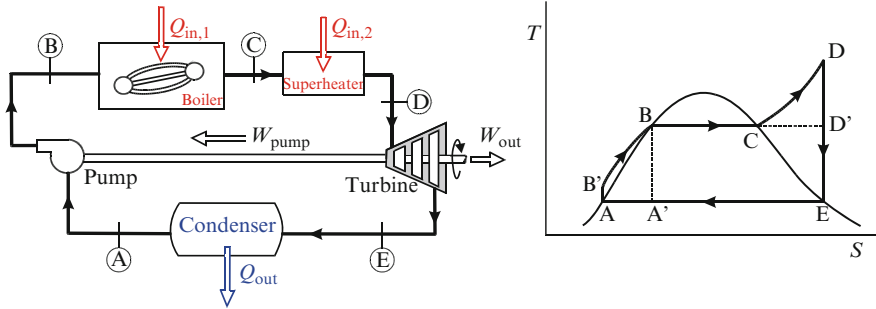 Q_in,1
Q_in,2
B
C
Boiler
Superheater
D
W_pump
W_out
Pump
Turbine
Condenser
A
E
Q_out
T
D
B
C
D'
B'
A
A'
E
S